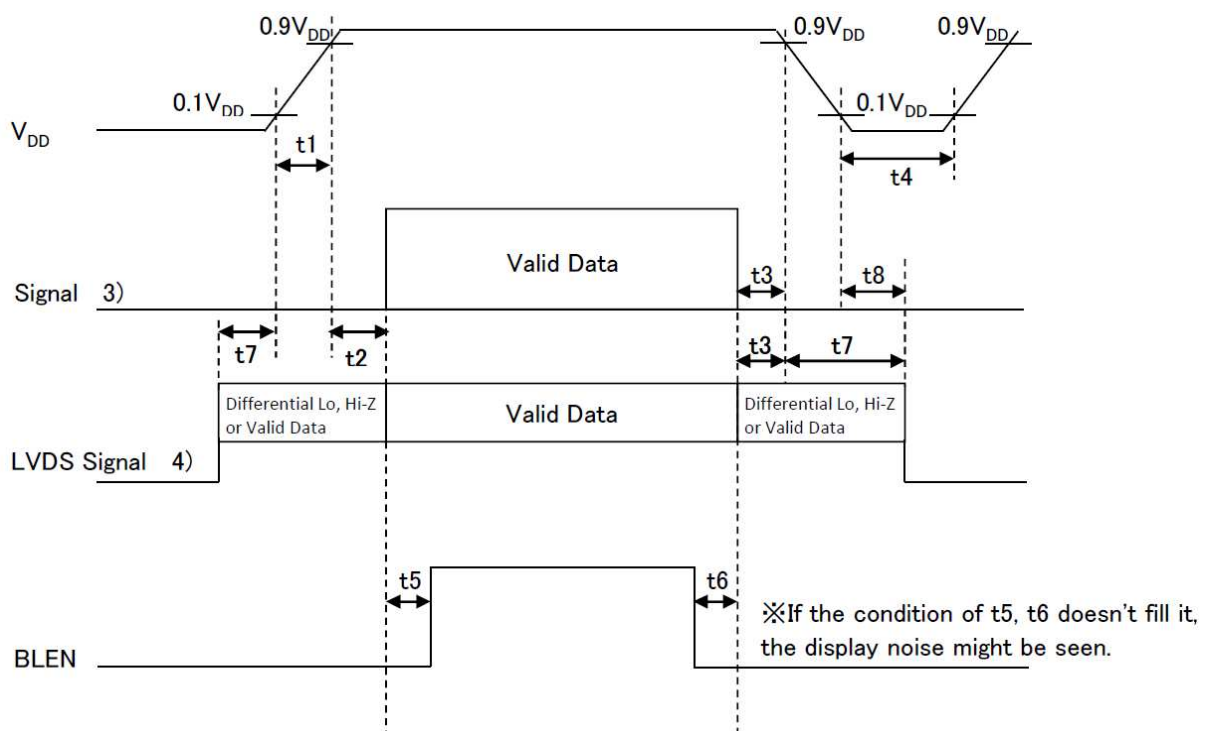 0.9VDD
0.9VDD
0.9VDD
0.1VDD
0.1VDD
VDD
t1
t4
Valid Data
Signal 3)
t3
t8
t7
t2
t3
t7
Differential Lo, Hi-Z
or Valid Data
Valid Data
Differential Lo, Hi-Z
or Valid Data
LVDS Signal 4)
t5
t6
※If the condition of t5, t6 doesn't fill it,
the display noise might be seen.
BLEN